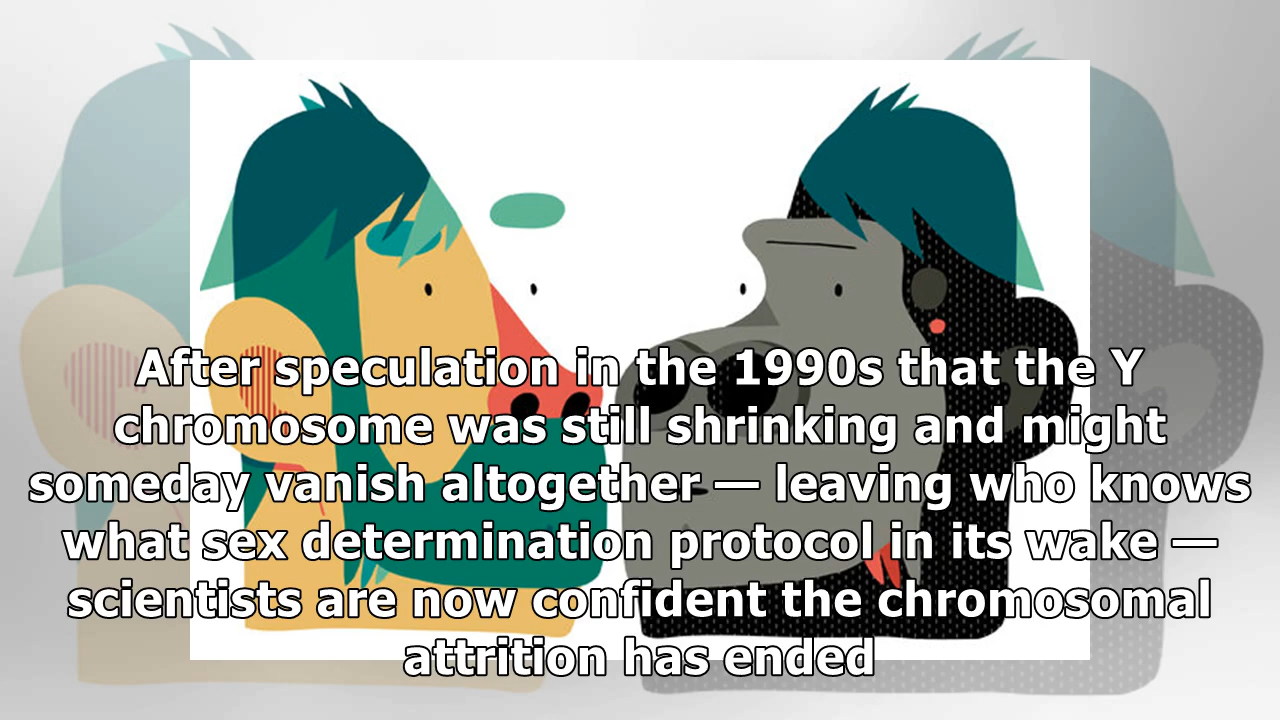 After speculation in the 1990s that the Y
chromosome was still shrinking and might
someday vanish altogether — leaving who knows
what sex determination protocol in its wake —
scientists are now confident the chromosomal
attrition has ended